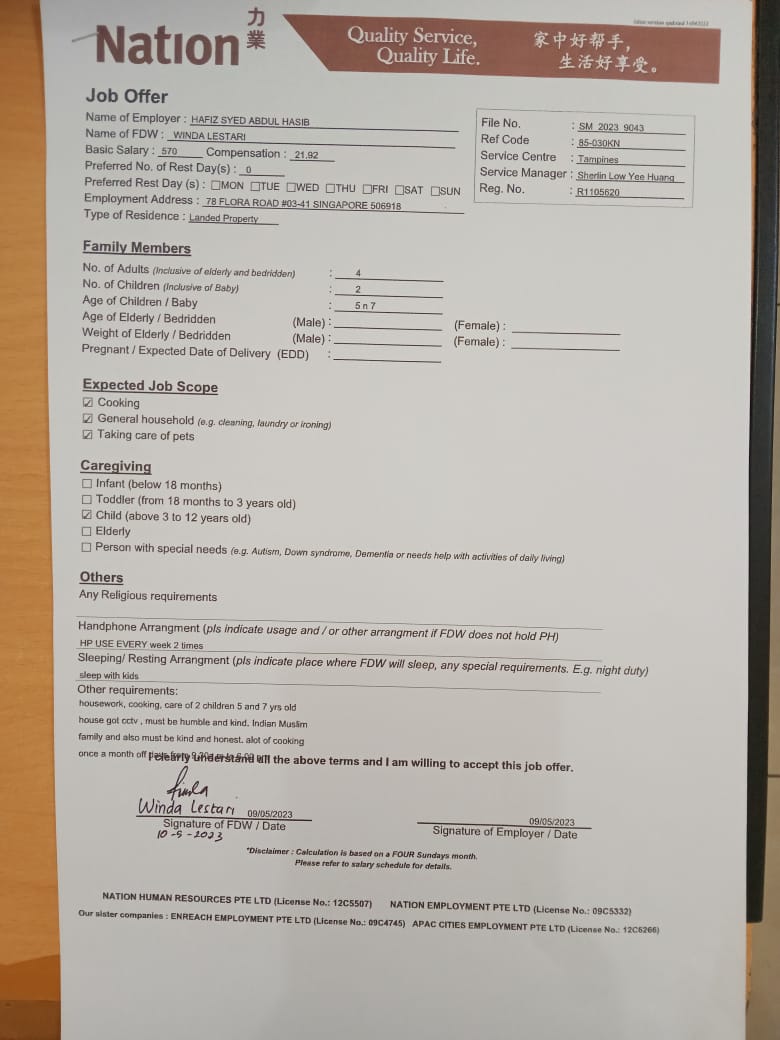 Nation
力業
Quality Service,
Quality Life.
家中好帮手，
生活好享受。
Job Offer
Name of Employer : HAFIZ SYED ABDUL HASIB
Name of FDW : WINDA LESTARI
Basic Salary : 570 Compensation : 21.92
Preferred No. of Rest Day(s) : 0
Preferred Rest Day (s) : ☐MON ☐TUE ☐WED ☐THU ☐FRI ☐SAT ☐SUN
Employment Address : 78 FLORA ROAD #03-41 SINGAPORE 506918
Type of Residence : Landed Property
File No. : SM_2023_9043
Ref Code : 85-030KN
Service Centre : Tampines
Service Manager : Sherlin Low Yee Huang
Reg. No. : R1105620
Family Members
No. of Adults (Inclusive of elderly and bedridden) : 4
No. of Children (Inclusive of Baby) : 2
Age of Children / Baby : 5 n 7
Age of Elderly / Bedridden (Male) : (Female) :
Weight of Elderly / Bedridden (Male) : (Female) :
Pregnant / Expected Date of Delivery (EDD) :
Expected Job Scope
☑ Cooking
☑ General household (e.g. cleaning, laundry or ironing)
☑ Taking care of pets
Caregiving
☐ Infant (below 18 months)
☐ Toddler (from 18 months to 3 years old)
☑ Child (above 3 to 12 years old)
☐ Elderly
☐ Person with special needs (e.g. Autism, Down syndrome, Dementia or needs help with activities of daily living)
Others
Any Religious requirements
Handphone Arrangment (pls indicate usage and / or other arrangment if FDW does not hold PH)
HP USE EVERY week 2 times
Sleeping/ Resting Arrangment (pls indicate place where FDW will sleep, any special requirements. E.g. night duty)
sleep with kids
Other requirements:
housework, cooking, care of 2 children 5 and 7 yrs old
house got cctv , must be humble and kind. Indian Muslim
family and also must be kind and honest. alot of cooking
once a month off
I clearly understand all the above terms and I am willing to accept this job offer.
Winda Lestari 09/05/2023
Signature of FDW / Date
10-5-2023
09/05/2023
Signature of Employer / Date
*Disclaimer : Calculation is based on a FOUR Sundays month.
Please refer to salary schedule for details.
NATION HUMAN RESOURCES PTE LTD (License No.: 12C5507) NATION EMPLOYMENT PTE LTD (License No.: 09C5332)
Our sister companies : ENREACH EMPLOYMENT PTE LTD (License No.: 09C4745) APAC CITIES EMPLOYMENT PTE LTD (License No.: 12C6266)